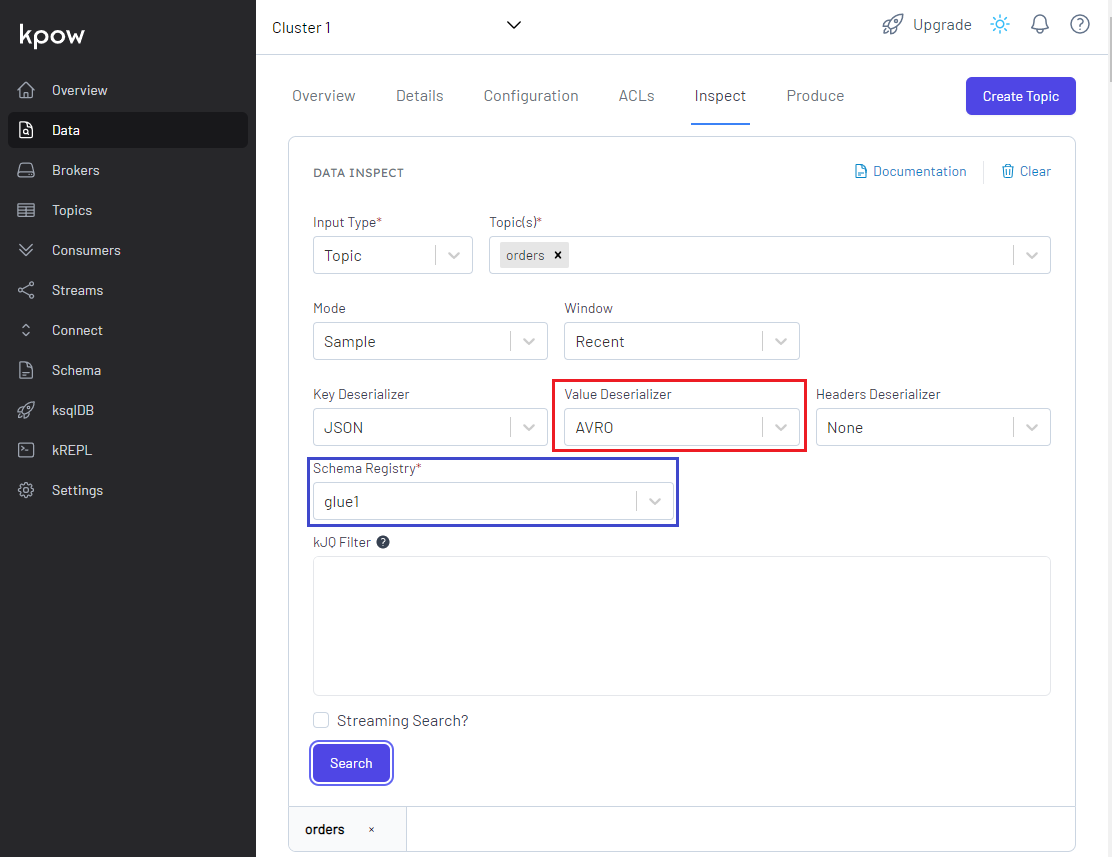 kpow
Cluster 1
Upgrade
Overview
Data
Brokers
Topics
Consumers
Streams
Connect
Schema
ksqlDB
kREPL
Settings
Overview Details Configuration ACLs Inspect Produce Create Topic
DATA INSPECT
Documentation Clear
Input Type* Topic(s)*
Topic orders ×
Mode Window
Sample Recent
Key Deserializer Value Deserializer Headers Deserializer
JSON AVRO None
Schema Registry*
glue1
kJQ Filter ?
Streaming Search?
Search
orders ×